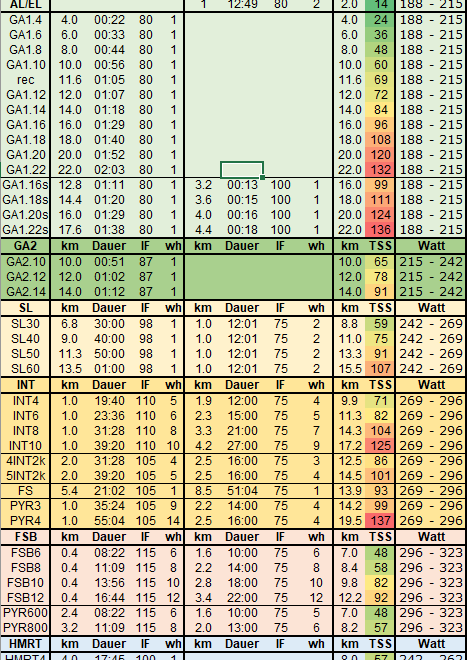 AL/EL 1 12:49 80 2 2.0 14 188 - 215
GA1.4 4.0 00:22 80 1 4.0 24 188 - 215
GA1.6 6.0 00:33 80 1 6.0 36 188 - 215
GA1.8 8.0 00:44 80 1 8.0 48 188 - 215
GA1.10 10.0 00:56 80 1 10.0 60 188 - 215
rec 11.6 01:05 80 1 11.6 69 188 - 215
GA1.12 12.0 01:07 80 1 12.0 72 188 - 215
GA1.14 14.0 01:18 80 1 14.0 84 188 - 215
GA1.16 16.0 01:29 80 1 16.0 96 188 - 215
GA1.18 18.0 01:40 80 1 18.0 108 188 - 215
GA1.20 20.0 01:52 80 1 20.0 120 188 - 215
GA1.22 22.0 02:03 80 1 22.0 132 188 - 215
GA1.16s 12.8 01:11 80 1 3.2 00:13 100 1 16.0 99 188 - 215
GA1.18s 14.4 01:20 80 1 3.6 00:15 100 1 18.0 111 188 - 215
GA1.20s 16.0 01:29 80 1 4.0 00:16 100 1 20.0 124 188 - 215
GA1.22s 17.6 01:38 80 1 4.4 00:18 100 1 22.0 136 188 - 215
GA2 km Dauer IF wh km Dauer IF wh km TSS Watt
GA2.10 10.0 00:51 87 1 10.0 65 215 - 242
GA2.12 12.0 01:02 87 1 12.0 78 215 - 242
GA2.14 14.0 01:12 87 1 14.0 91 215 - 242
SL km Dauer IF wh km Dauer IF wh km TSS Watt
SL30 6.8 30:00 98 1 1.0 12:01 75 2 8.8 59 242 - 269
SL40 9.0 40:00 98 1 1.0 12:01 75 2 11.0 75 242 - 269
SL50 11.3 50:00 98 1 1.0 12:01 75 2 13.3 91 242 - 269
SL60 13.5 01:00 98 1 1.0 12:01 75 2 15.5 107 242 - 269
INT km Dauer IF wh km Dauer IF wh km TSS Watt
INT4 1.0 19:40 110 5 1.9 12:00 75 4 9.9 71 269 - 296
INT6 1.0 23:36 110 6 2.3 15:00 75 5 11.3 82 269 - 296
INT8 1.0 31:28 110 8 3.3 21:00 75 7 14.3 104 269 - 296
INT10 1.0 39:20 110 10 4.2 27:00 75 9 17.2 125 269 - 296
4INT2k 2.0 31:28 105 4 2.5 16:00 75 3 12.5 86 269 - 296
5INT2k 2.0 39:20 105 5 2.5 16:00 75 4 14.5 101 269 - 296
FS 5.4 21:02 105 1 8.5 51:04 75 1 13.9 93 269 - 296
PYR3 1.0 35:24 105 9 2.2 14:00 75 4 14.2 99 269 - 296
PYR4 1.0 55:04 105 14 2.5 16:00 75 4 19.5 137 269 - 296
FSB km Dauer IF wh km Dauer IF wh km TSS Watt
FSB6 0.4 08:22 115 6 1.6 10:00 75 6 7.0 48 296 - 323
FSB8 0.4 11:09 115 8 2.2 14:00 75 8 8.4 58 296 - 323
FSB10 0.4 13:56 115 10 2.8 18:00 75 10 9.8 82 296 - 323
FSB12 0.4 16:44 115 12 3.4 22:00 75 12 12.2 92 296 - 323
PYR600 2.4 08:22 115 6 1.6 10:00 75 5 7.0 48 296 - 323
PYR800 3.2 11:09 115 8 2.0 13:00 75 6 8.2 57 296 - 323
HMRT km Dauer IF wh km Dauer IF wh km TSS Watt